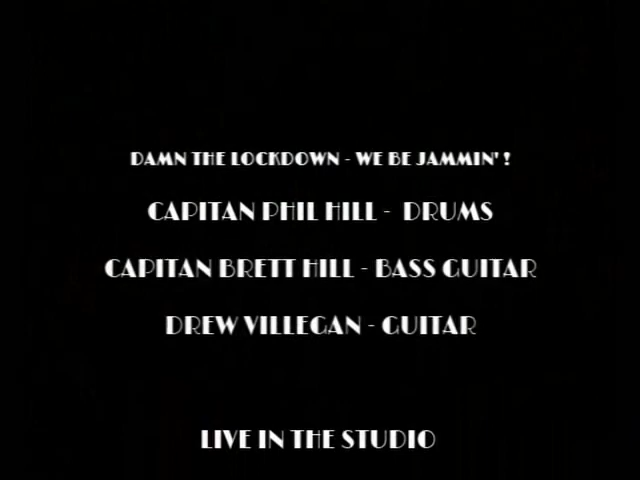 DAMN THE LOCKDOWN - WE BE JAMMIN' !
CAPITAN PHIL HILL - DRUMS
CAPITAN BRETT HILL - BASS GUITAR
DREW VILLEGAN - GUITAR
LIVE IN THE STUDIO